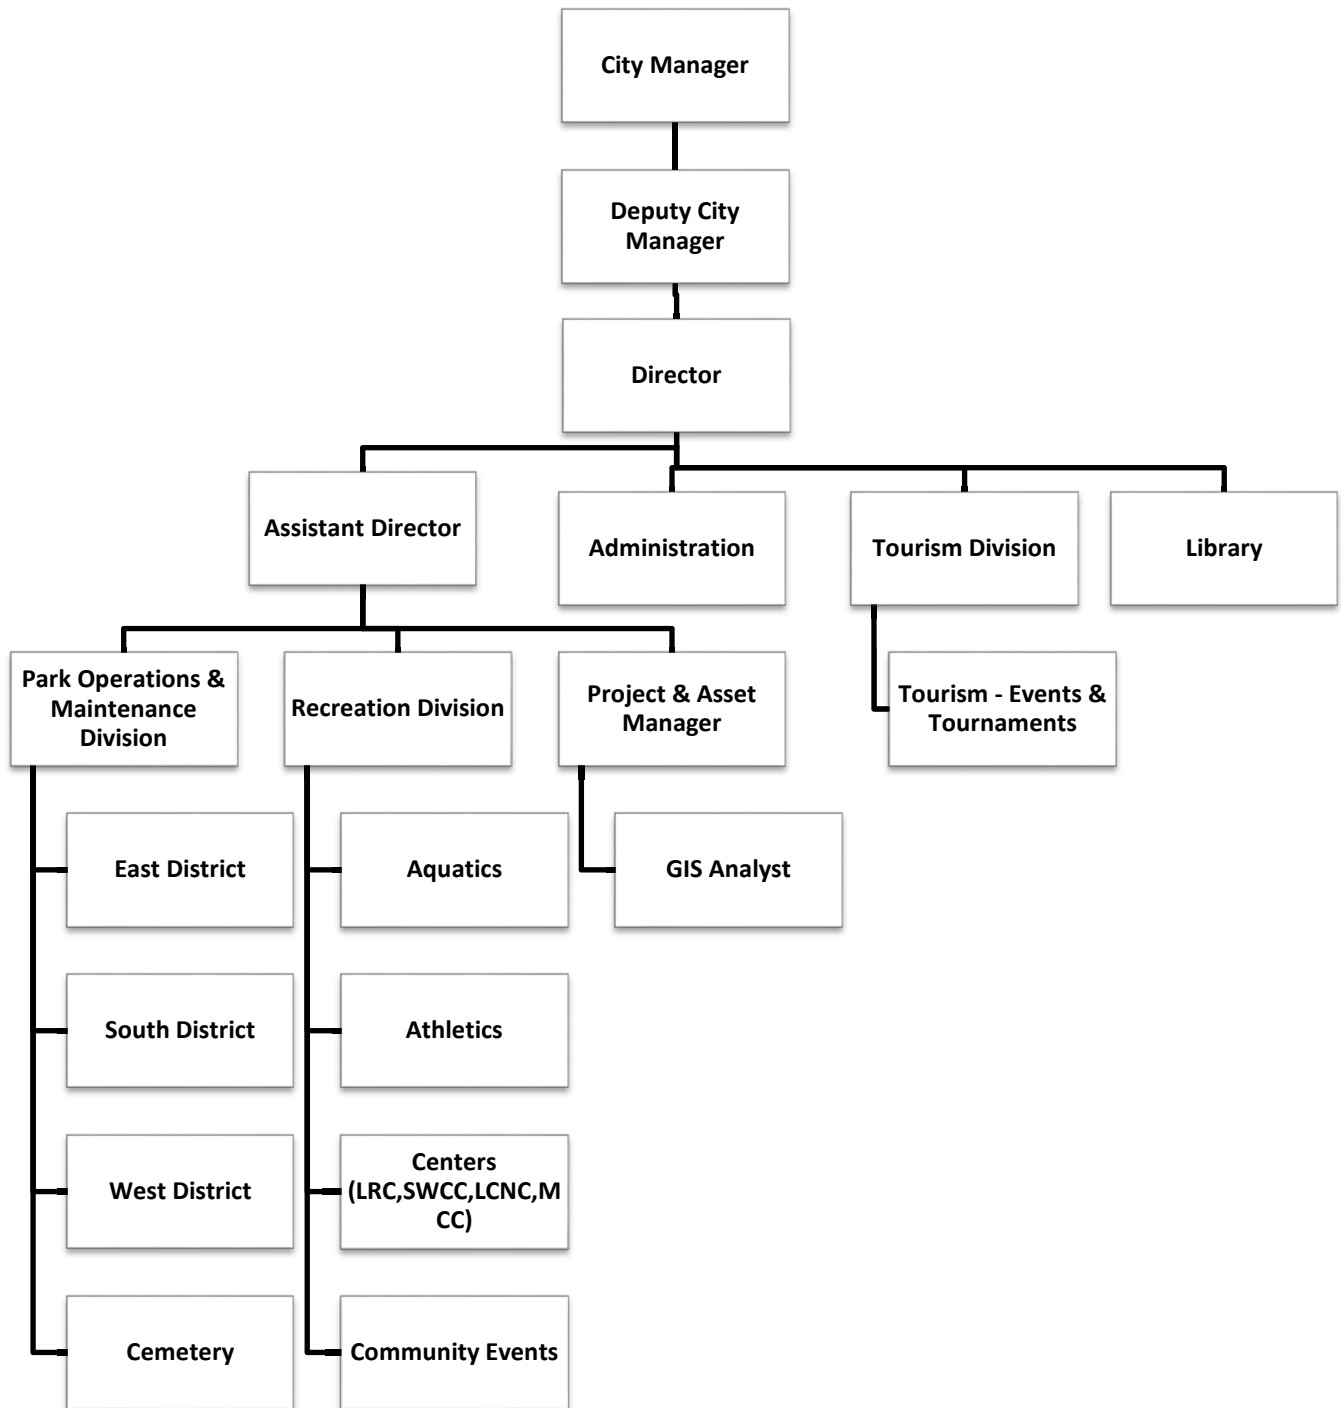 City Manager
Deputy City
Manager
Director
Assistant Director
Administration
Tourism Division
Library
Park Operations &
Maintenance
Division
Recreation Division
Project & Asset
Manager
Tourism - Events &
Tournaments
East District
Aquatics
GIS Analyst
South District
Athletics
West District
Centers
(LRC,SWCC,LCNC,M
CC)
Cemetery
Community Events